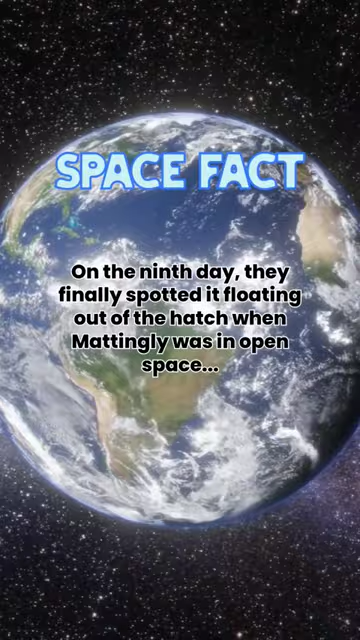 SPACE FACT
On the ninth day, they
finally spotted it floating
out of the hatch when
Mattingly was in open
space...